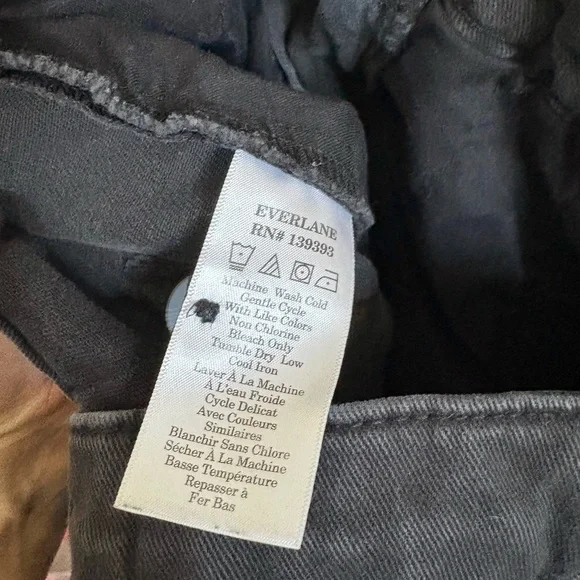 EVERLANE
RN# 139393
Machine Wash Cold
Gentle Cycle
With Like Colors
Non Chlorine
Bleach Only
Tumble Dry Low
Cool Iron
Laver À La Machine
À L'eau Froide
Cycle Delicat
Avec Couleurs
Similaires
Blanchir Sans Chlore
Sécher À La Machine
Basse Température
Repasser à
Fer Bas